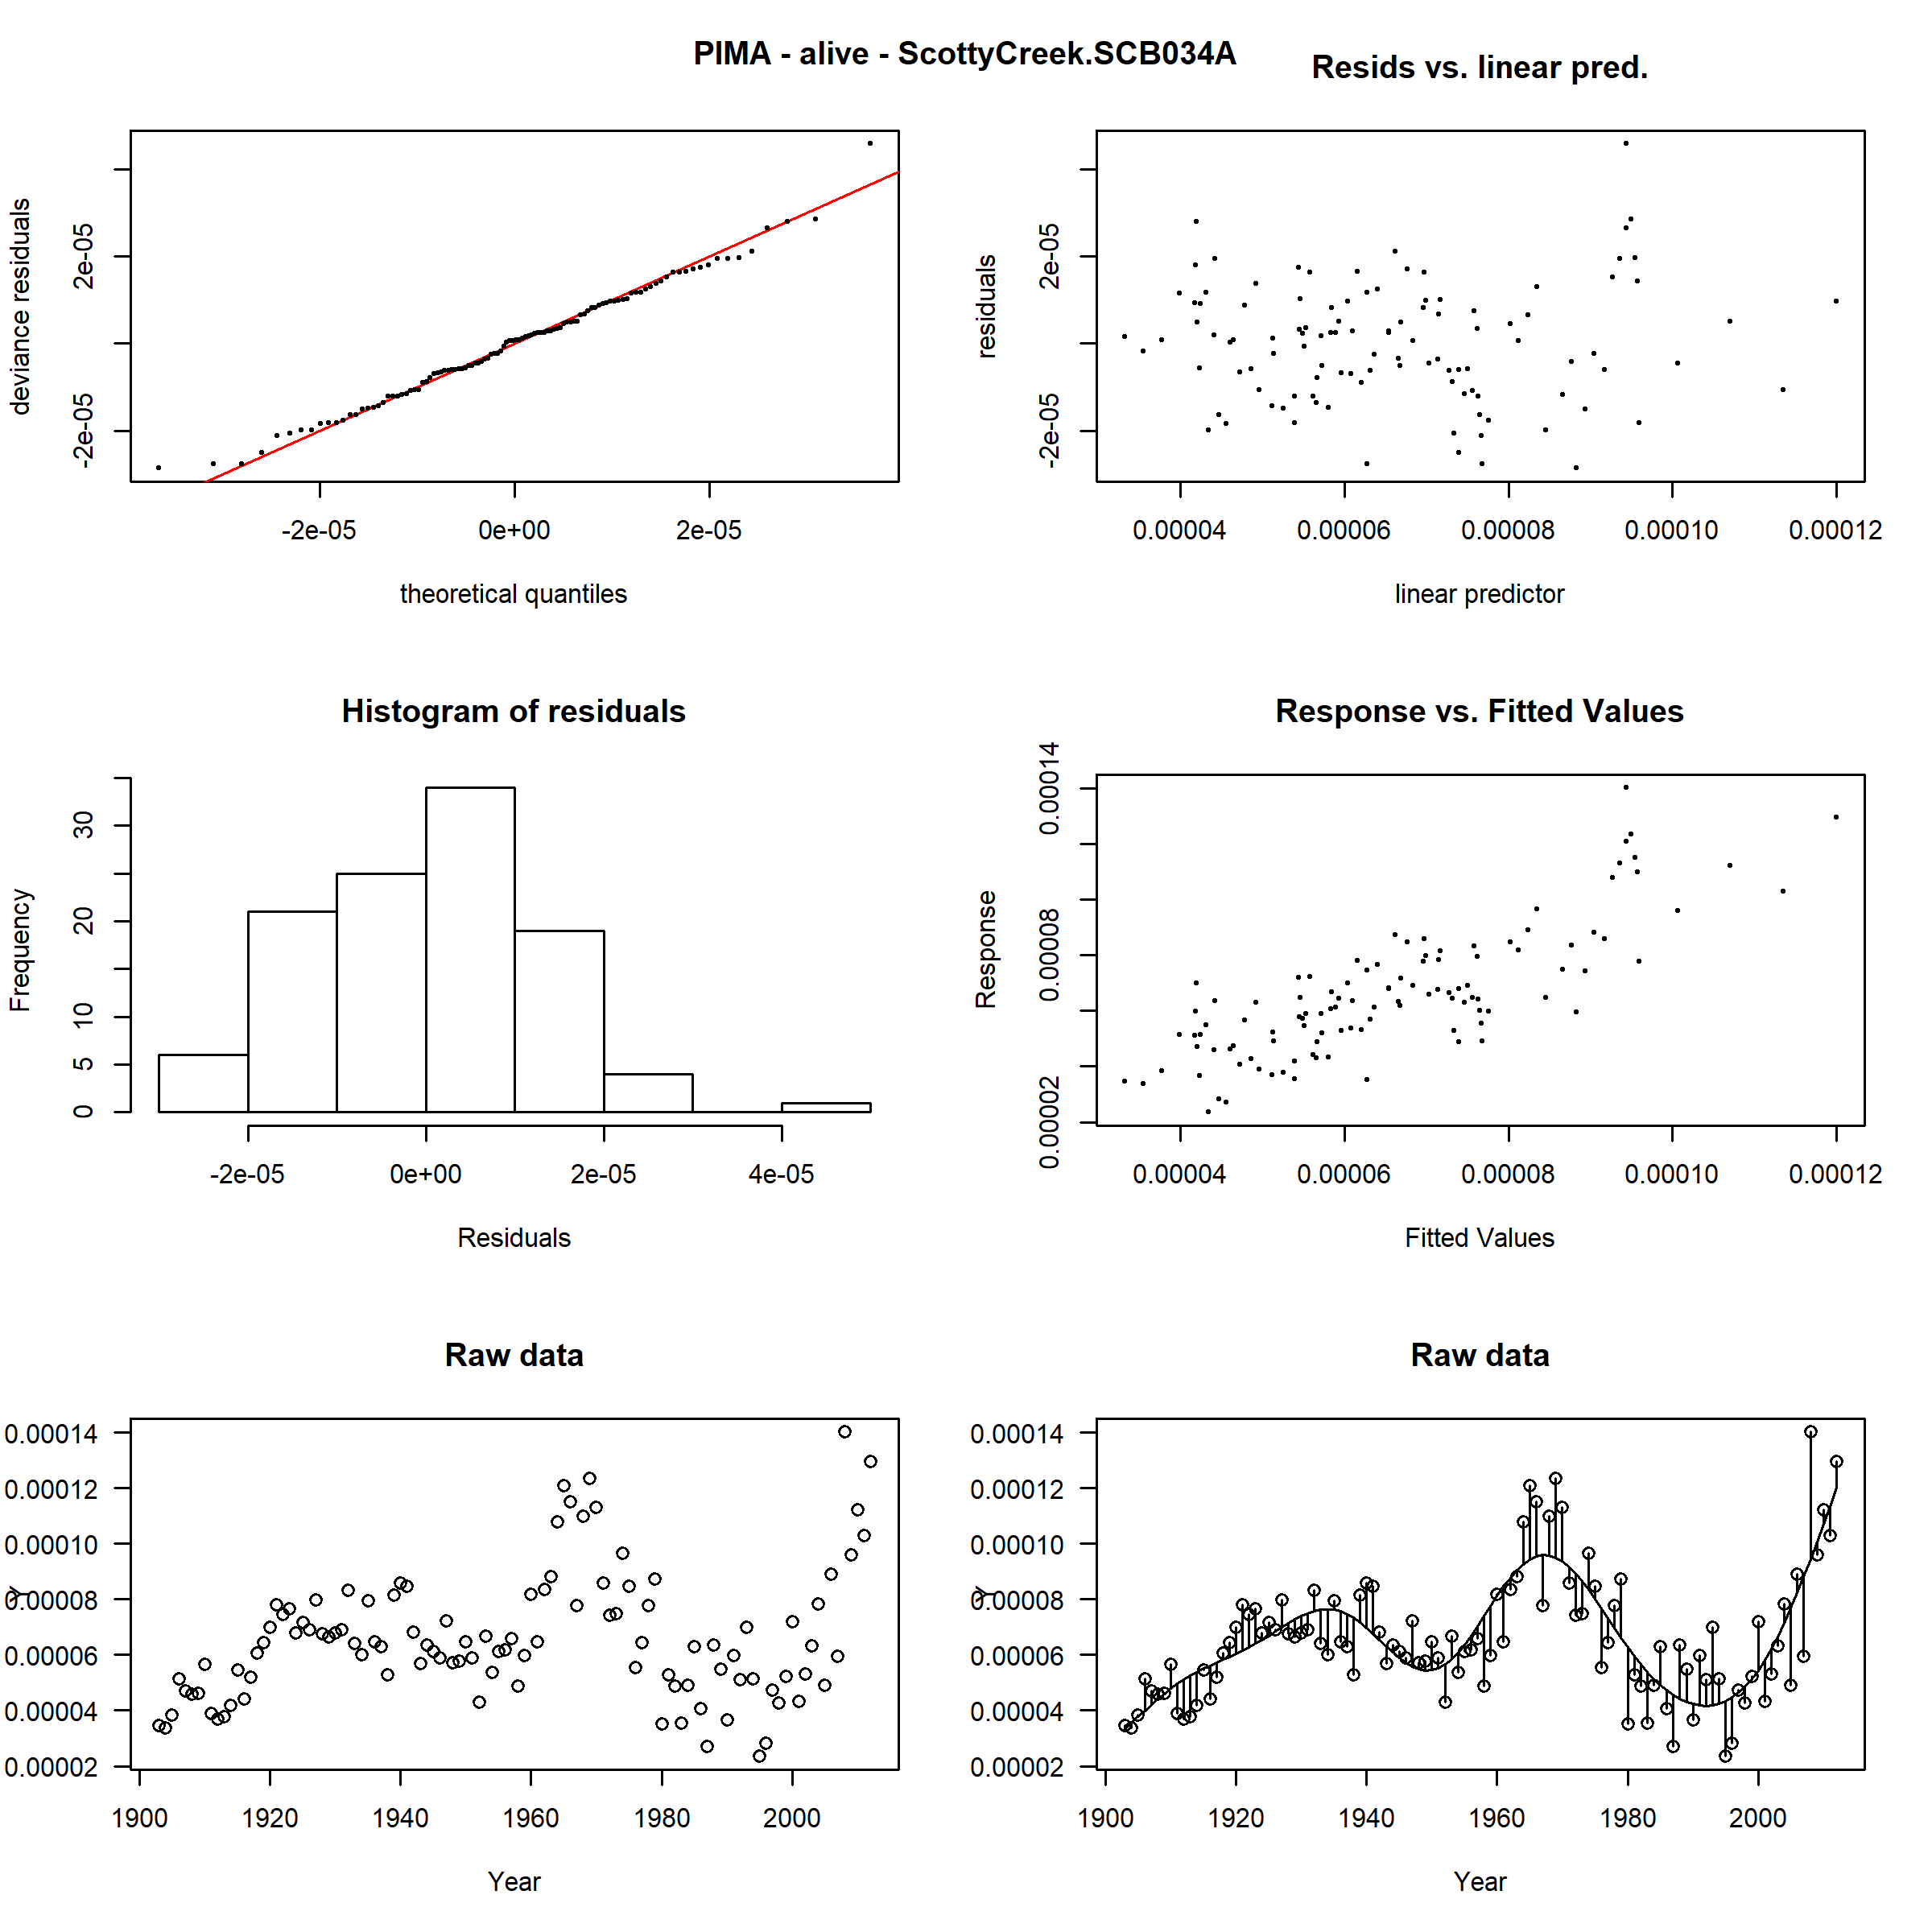 PIMA - alive - ScottyCreek.SCB034A
Resids vs. linear pred.
deviance residuals
2e-05
-2e-05
-2e-05 0e+00 2e-05
theoretical quantiles
residuals
2e-05
-2e-05
0.00004 0.00006 0.00008 0.00010 0.00012
linear predictor
Histogram of residuals
Frequency
30
20
10
5
0
-2e-05 0e+00 2e-05 4e-05
Residuals
Response vs. Fitted Values
Response
0.00014
0.00008
0.00002
0.00004 0.00006 0.00008 0.00010 0.00012
Fitted Values
Raw data
Y
0.00014
0.00012
0.00010
0.00008
0.00006
0.00004
0.00002
1900 1920 1940 1960 1980 2000
Year
Raw data
Y
0.00014
0.00012
0.00010
0.00008
0.00006
0.00004
0.00002
1900 1920 1940 1960 1980 2000
Year